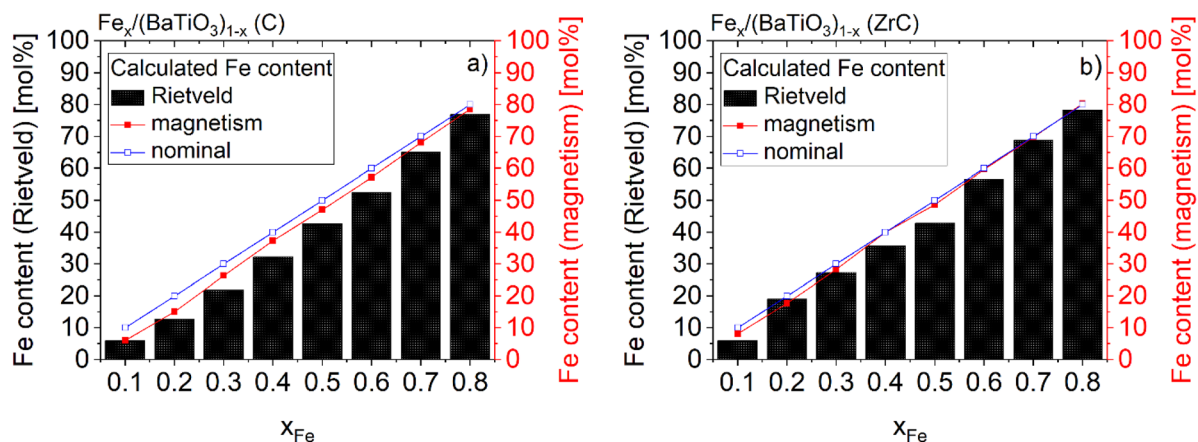 Feₓ/(BaTiO₃)₁₋ₓ (C)
100
90
80
70
60
50
40
30
20
10
0
Fe content (Rietveld) [mol%]
Calculated Fe content
Rietveld
magnetism
nominal
a)
100
90
80
70
60
50
40
30
20
10
0
Fe content (magnetism) [mol%]
0.1 0.2 0.3 0.4 0.5 0.6 0.7 0.8
x_Fe
Feₓ/(BaTiO₃)₁₋ₓ (ZrC)
100
90
80
70
60
50
40
30
20
10
0
Fe content (Rietveld) [mol%]
Calculated Fe content
Rietveld
magnetism
nominal
b)
100
90
80
70
60
50
40
30
20
10
0
Fe content (magnetism) [mol%]
0.1 0.2 0.3 0.4 0.5 0.6 0.7 0.8
x_Fe